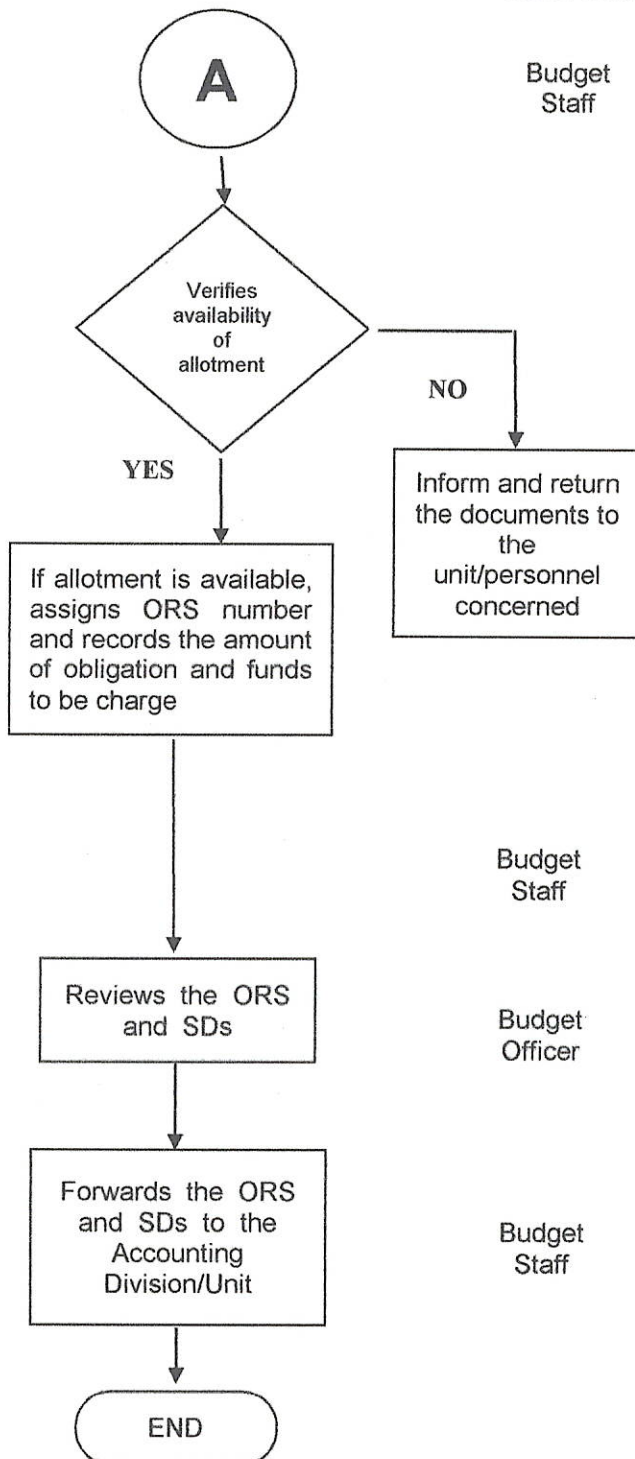 A
Budget
Staff
Verifies
availability
of
allotment
NO
YES
Inform and return
the documents to
the
unit/personnel
concerned
If allotment is available,
assigns ORS number
and records the amount
of obligation and funds
to be charge
Budget
Staff
Reviews the ORS
and SDs
Budget
Officer
Forwards the ORS
and SDs to the
Accounting
Division/Unit
Budget
Staff
END